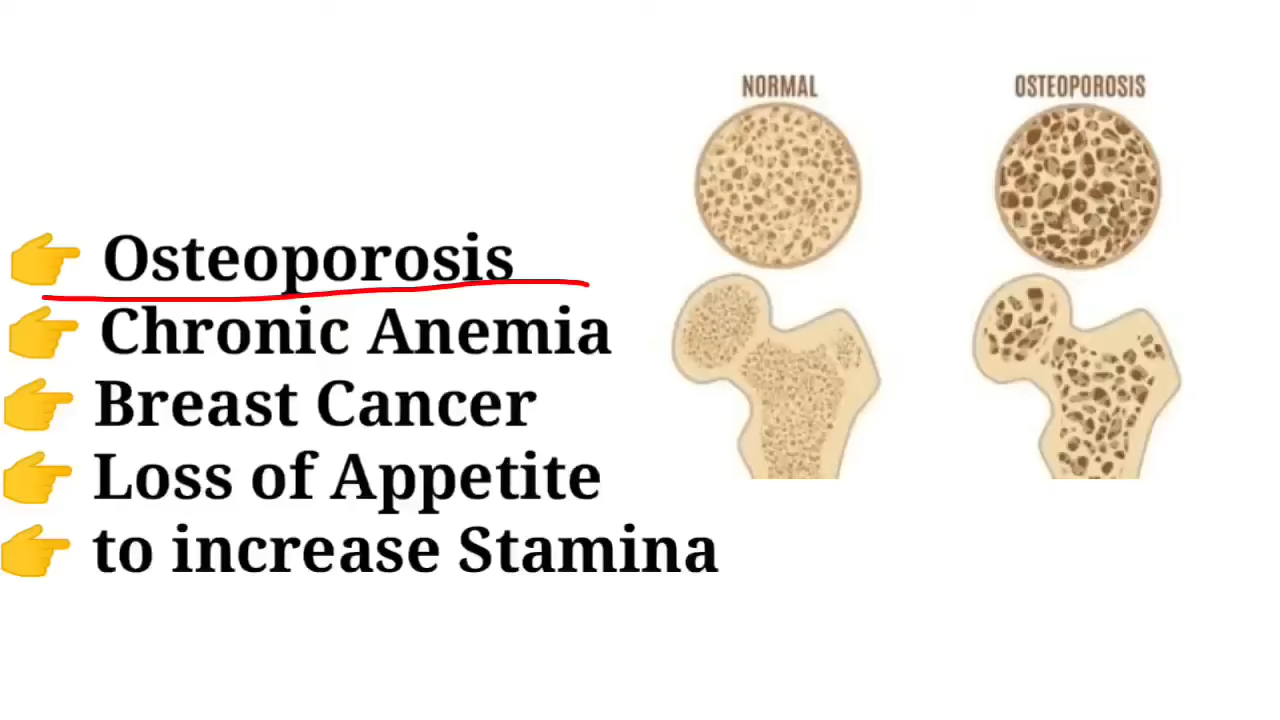 NORMAL
OSTEOPOROSIS
👉 Osteoporosis
👉 Chronic Anemia
👉 Breast Cancer
👉 Loss of Appetite
👉 to increase Stamina